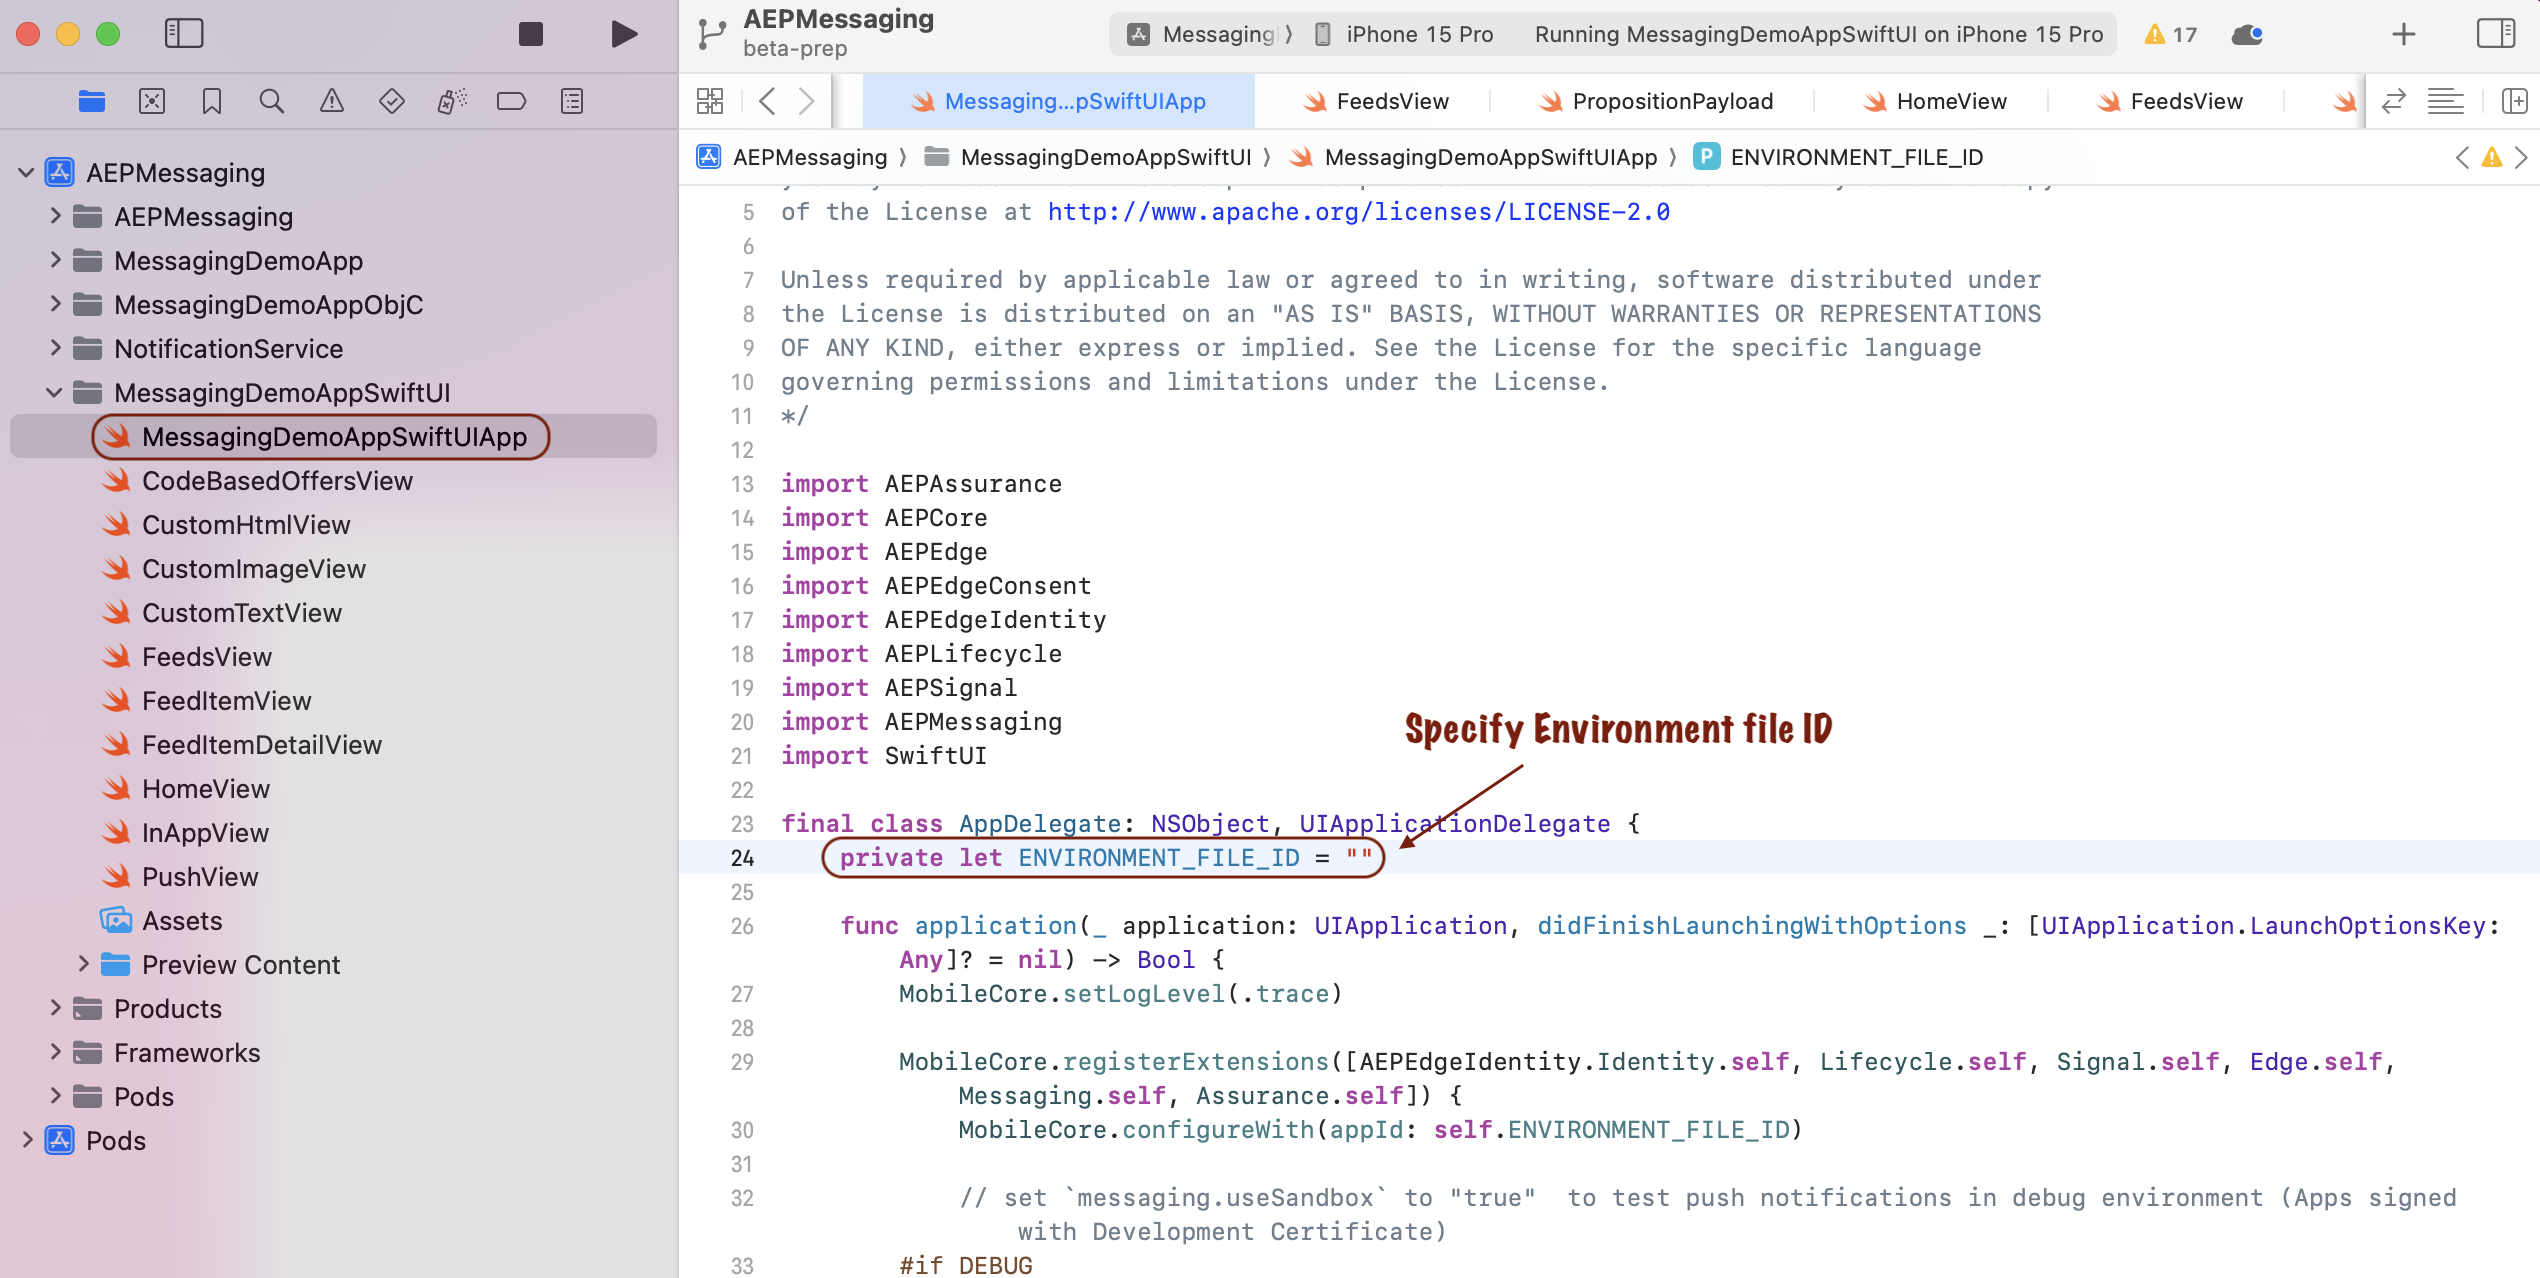 AEPMessaging
beta-prep
Messaging
iPhone 15 Pro
Running MessagingDemoAppSwiftUI on iPhone 15 Pro
17
Messaging...pSwiftUIApp
FeedsView
PropositionPayload
HomeView
FeedsView
AEPMessaging
MessagingDemoAppSwiftUI
MessagingDemoAppSwiftUIApp
P ENVIRONMENT_FILE_ID
AEPMessaging
AEPMessaging
MessagingDemoApp
MessagingDemoAppObjC
NotificationService
MessagingDemoAppSwiftUI
MessagingDemoAppSwiftUIApp
CodeBasedOffersView
CustomHtmlView
CustomImageView
CustomTextView
FeedsView
FeedItemView
FeedItemDetailView
HomeView
InAppView
PushView
Assets
Preview Content
Products
Frameworks
Pods
Pods
5 of the License at http://www.apache.org/licenses/LICENSE-2.0
6
7 Unless required by applicable law or agreed to in writing, software distributed under
8 the License is distributed on an "AS IS" BASIS, WITHOUT WARRANTIES OR REPRESENTATIONS
9 OF ANY KIND, either express or implied. See the License for the specific language
10 governing permissions and limitations under the License.
11 */
12
13 import AEPAssurance
14 import AEPCore
15 import AEPEdge
16 import AEPEdgeConsent
17 import AEPEdgeIdentity
18 import AEPLifecycle
19 import AEPSignal
20 import AEPMessaging
21 import SwiftUI
Specify Environment file ID
22
23 final class AppDelegate: NSObject, UIApplicationDelegate {
24 private let ENVIRONMENT_FILE_ID = ""
25
26 func application(_ application: UIApplication, didFinishLaunchingWithOptions _: [UIApplication.LaunchOptionsKey:
Any]? = nil) -> Bool {
27 MobileCore.setLogLevel(.trace)
28
29 MobileCore.registerExtensions([AEPEdgeIdentity.Identity.self, Lifecycle.self, Signal.self, Edge.self,
Messaging.self, Assurance.self]) {
30 MobileCore.configureWith(appId: self.ENVIRONMENT_FILE_ID)
31
32 // set `messaging.useSandbox` to "true"  to test push notifications in debug environment (Apps signed
with Development Certificate)
33 #if DEBUG